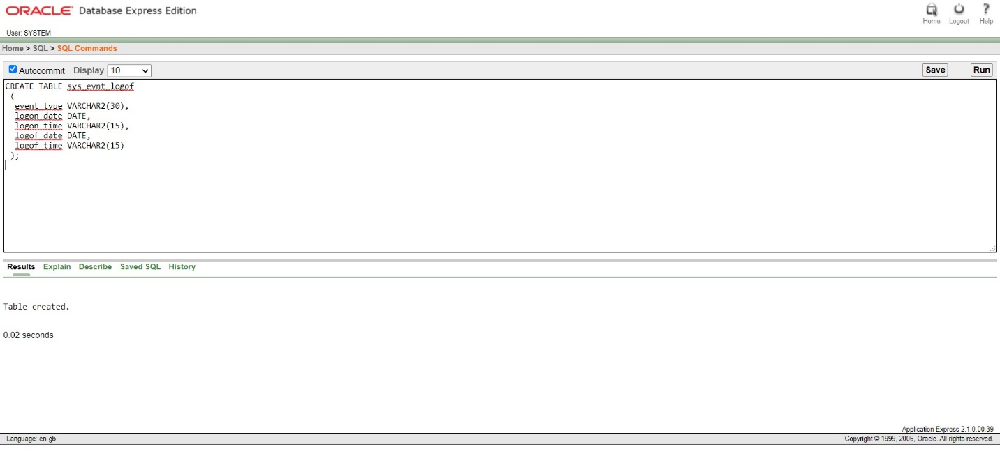 ORACLE Database Express Edition
Home Logout Help
User: SYSTEM
Home > SQL > SQL Commands
Autocommit Display 10 Save Run
CREATE TABLE sys_evnt_logof
(
event_type VARCHAR2(30),
logon_date DATE,
logon_time VARCHAR2(15),
logof_date DATE,
logof_time VARCHAR2(15)
);
Results Explain Describe Saved SQL History
Table created.
0.02 seconds
Application Express 2.1.0.00.39
Language: en-gb Copyright © 1999, 2006, Oracle. All rights reserved.